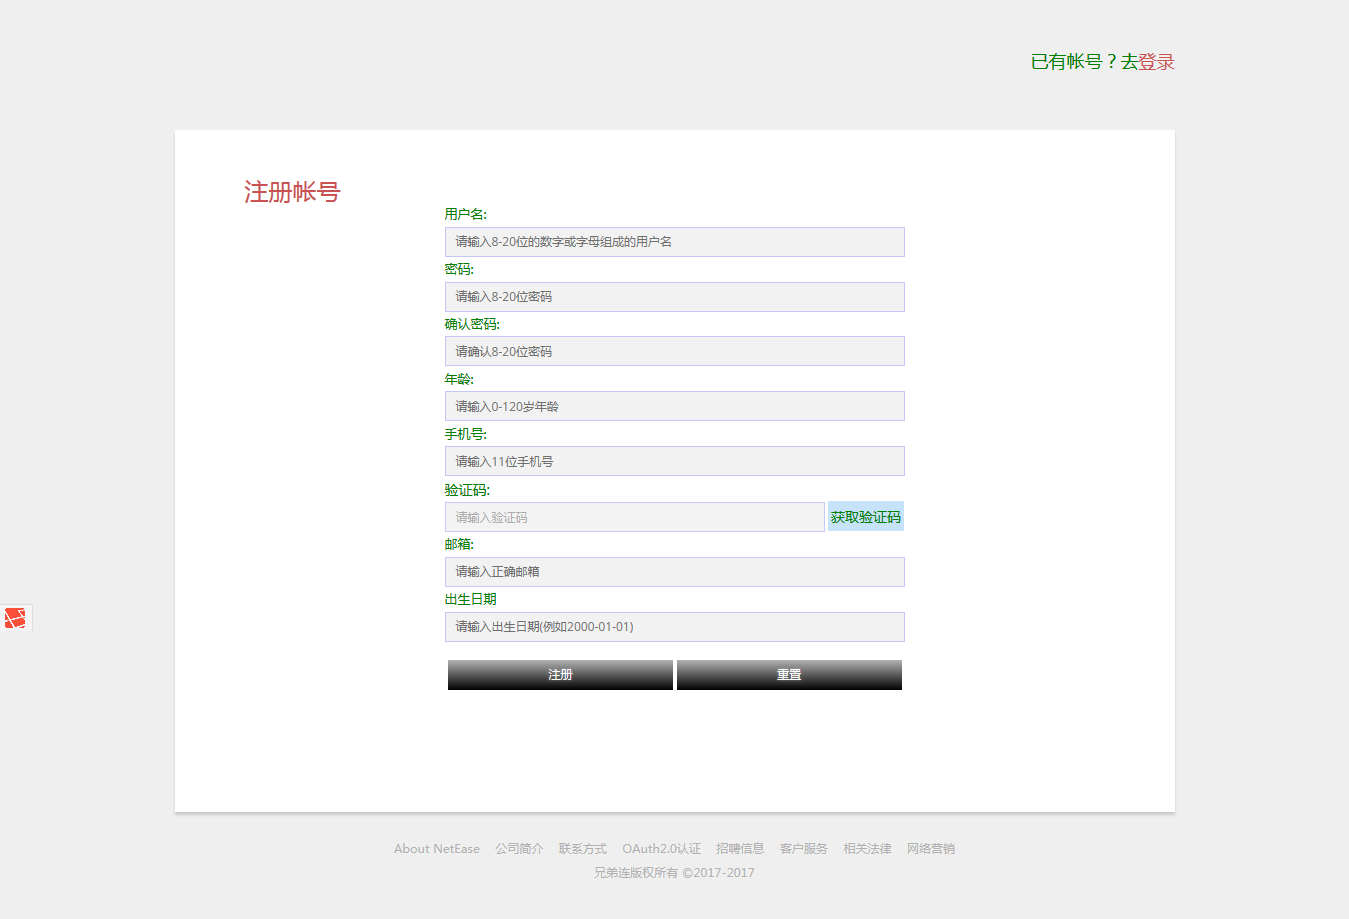 已有帐号？去登录
注册帐号
用户名:
请输入8-20位的数字或字母组成的用户名
密码:
请输入8-20位密码
确认密码:
请确认8-20位密码
年龄:
请输入0-120岁年龄
手机号:
请输入11位手机号
验证码:
请输入验证码 获取验证码
邮箱:
请输入正确邮箱
出生日期
请输入出生日期(例如2000-01-01)
注册 重置
About NetEase 公司简介 联系方式 OAuth2.0认证 招聘信息 客户服务 相关法律 网络营销
兄弟连版权所有 ©2017-2017